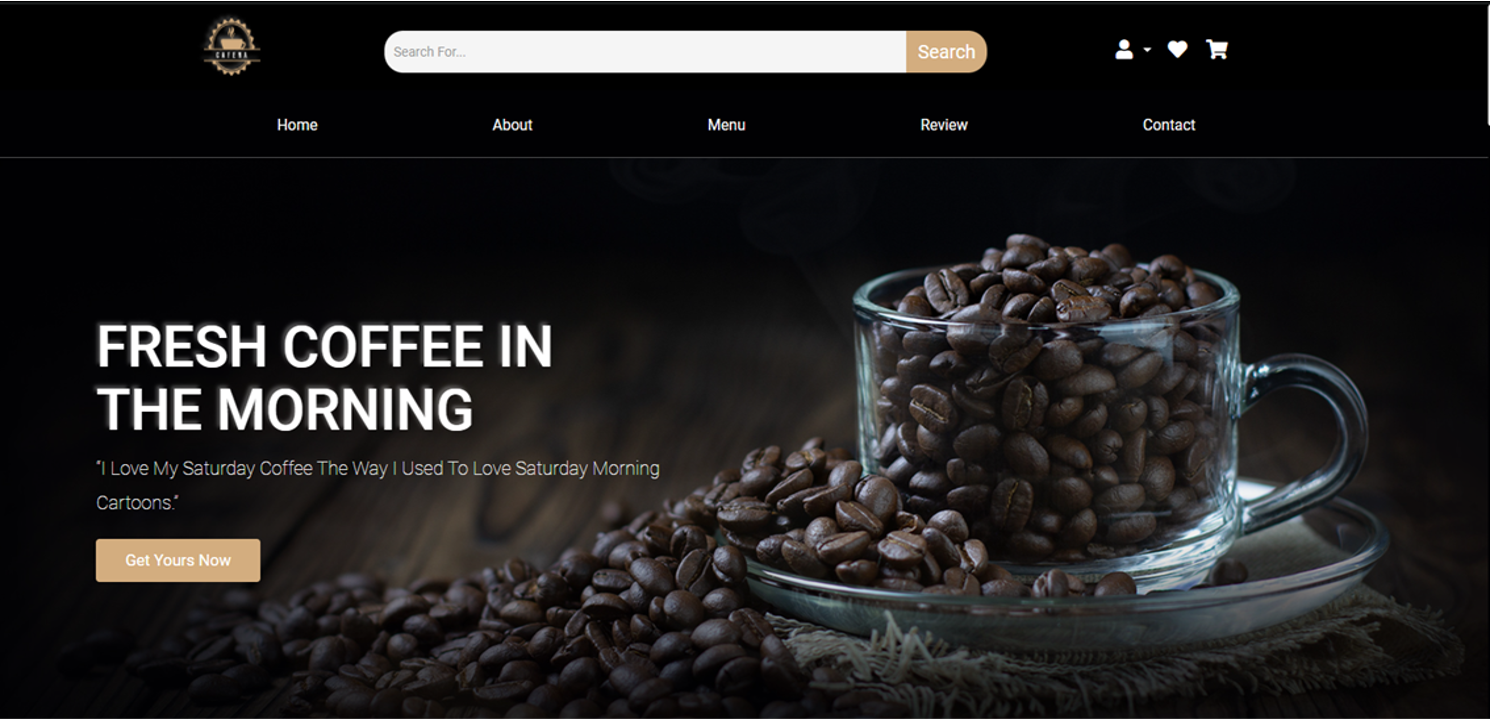 CAFENA
Search For...
Search
Home
About
Menu
Review
Contact
FRESH COFFEE IN
THE MORNING
“I Love My Saturday Coffee The Way I Used To Love Saturday Morning
Cartoons.”
Get Yours Now